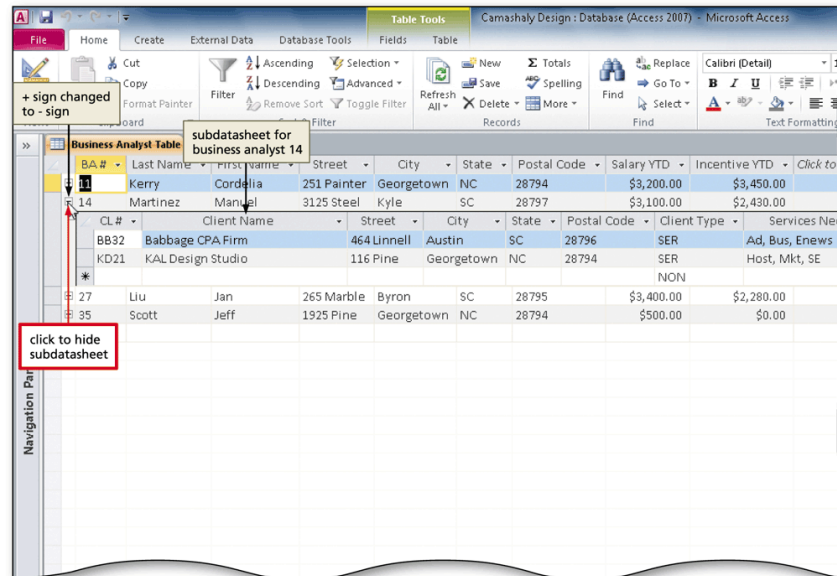 A
Table Tools
Camashaly Design : Database (Access 2007) - Microsoft Access
File Home Create External Data Database Tools Fields Table
Cut
Copy
Format Painter
Filter
Ascending
Descending
Remove Sort
Selection
Advanced
Toggle Filter
Refresh
All
New
Save
Delete
Records
Totals
Spelling
More
Find
Replace
Go To
Select
Find
Calibri (Detail)
B I U
A
Text Formatting
+ sign changed
to - sign
subdatasheet for
business analyst 14
Business Analyst Table
BA # Last Name First Name Street City State Postal Code Salary YTD Incentive YTD Click to
11 Kerry Cordelia 251 Painter Georgetown NC 28794 $3,200.00 $3,450.00
14 Martinez Manuel 3125 Steel Kyle SC 28797 $3,100.00 $2,430.00
CL # Client Name Street City State Postal Code Client Type Services
BB32 Babbage CPA Firm 464 Linnell Austin SC 28796 SER Ad, Bus, Enews
KD21 KAL Design Studio 116 Pine Georgetown NC 28794 SER Host, Mkt, SE
* NON
27 Liu Jan 265 Marble Byron SC 28795 $3,400.00 $2,280.00
35 Scott Jeff 1925 Pine Georgetown NC 28794 $500.00 $0.00
click to hide
subdatasheet
Navigation